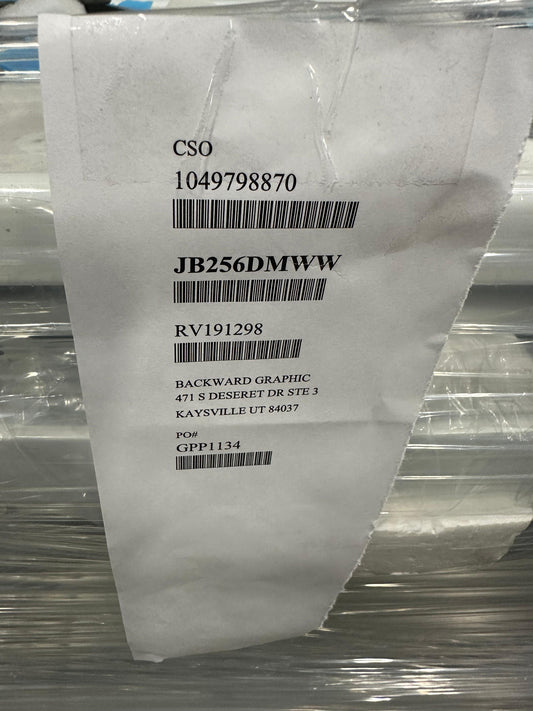 CSO
1049798870
JB256DMWW
RV191298
BACKWARD GRAPHIC
471 S DESERET DR STE 3
KAYSVILLE UT 84037
PO#
GPP1134